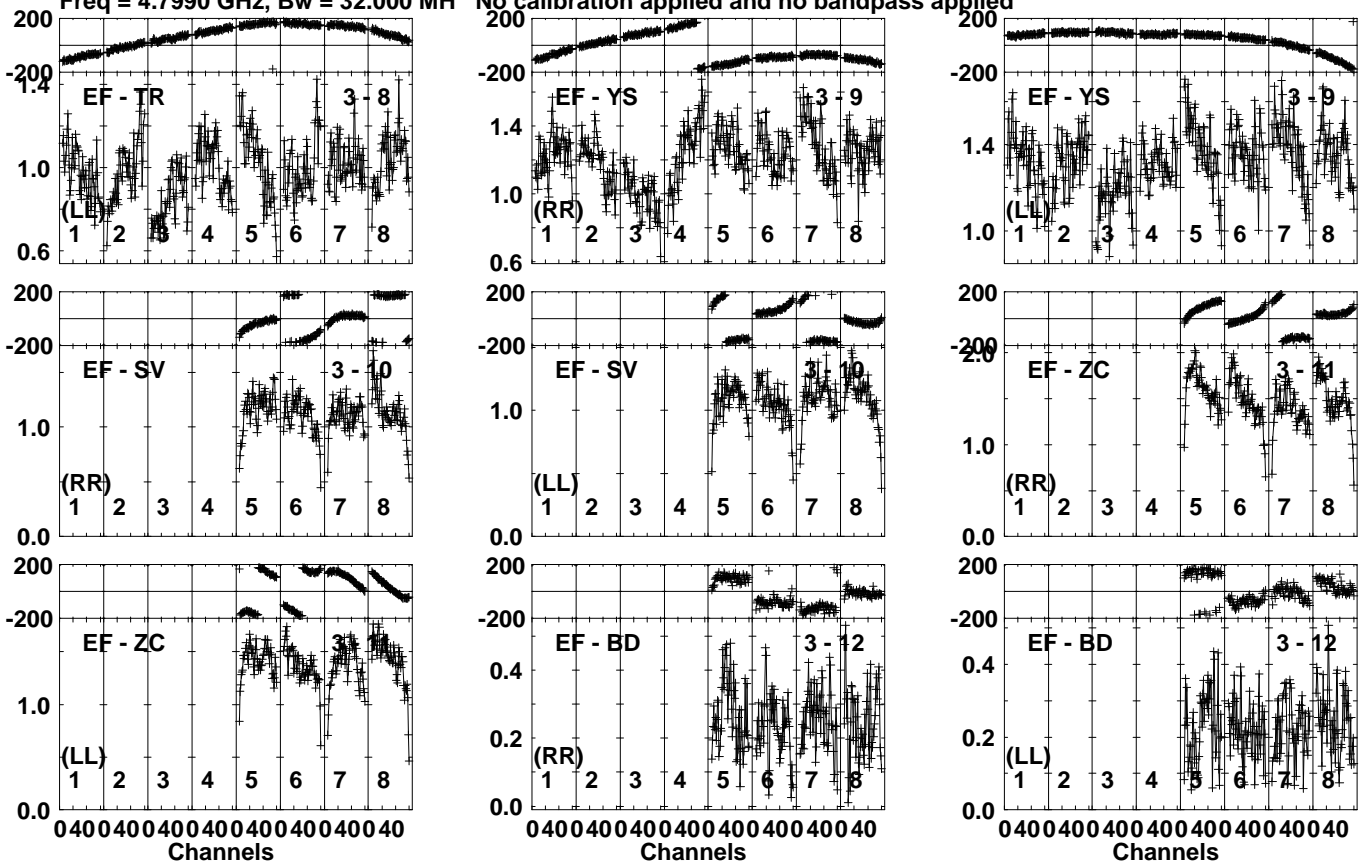 Freq = 4.7990 GHz, Bw = 32.000 MH No calibration applied and no bandpass applied
200
-200
1.4
1.0
0.6
EF - TR 3 - 8
(LL)
1 2 3 4 5 6 7 8
200
-200
1.4
1.0
0.6
EF - YS 3 - 9
(RR)
1 2 3 4 5 6 7 8
200
-200
1.4
1.0
EF - YS 3 - 9
(LL)
1 2 3 4 5 6 7 8
200
-200
1.0
0.0
EF - SV 3 - 10
(RR)
1 2 3 4 5 6 7 8
200
-200
1.0
0.0
EF - SV 3 - 10
(LL)
1 2 3 4 5 6 7 8
200
-200
2.0
1.0
0.0
EF - ZC 3 - 11
(RR)
1 2 3 4 5 6 7 8
200
-200
1.0
0.0
EF - ZC 3 - 11
(LL)
1 2 3 4 5 6 7 8
0 40 0 40 0 40 0 40 0 40 0 40 0 40 0 40
Channels
200
-200
0.4
0.2
0.0
EF - BD 3 - 12
(RR)
1 2 3 4 5 6 7 8
0 40 0 40 0 40 0 40 0 40 0 40 0 40 0 40
Channels
200
-200
0.4
0.2
0.0
EF - BD 3 - 12
(LL)
1 2 3 4 5 6 7 8
0 40 0 40 0 40 0 40 0 40 0 40 0 40 0 40
Channels